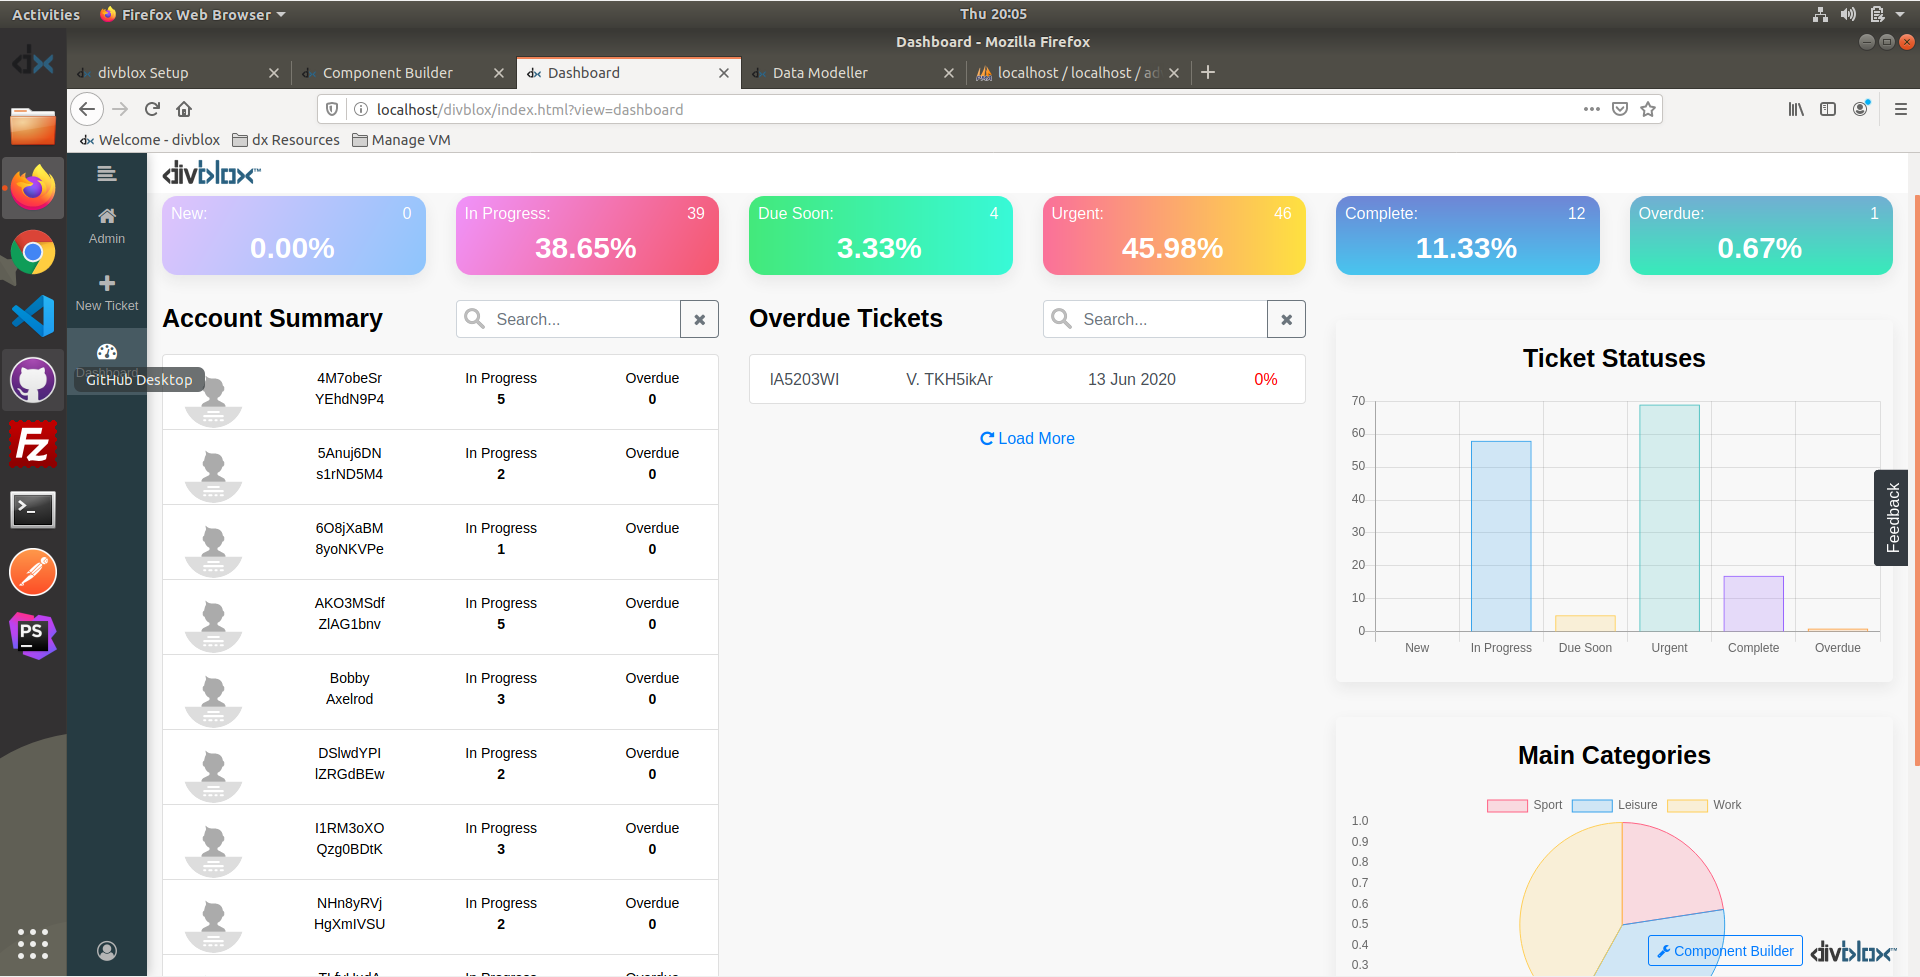 Activities
Firefox Web Browser
Thu 20:05
Dashboard - Mozilla Firefox
divblox Setup
Component Builder
Dashboard
Data Modeller
localhost / localhost / ad
localhost/divblox/index.html?view=dashboard
Welcome - divblox
dx Resources
Manage VM
divblox™
Admin
New Ticket
GitHub Desktop
New: 0
0.00%
In Progress: 39
38.65%
Due Soon: 4
3.33%
Urgent: 46
45.98%
Complete: 12
11.33%
Overdue: 1
0.67%
Account Summary
Search...
4M7obeSr In Progress Overdue
YEhdN9P4 5 0
5Anuj6DN In Progress Overdue
s1rND5M4 2 0
6O8jXaBM In Progress Overdue
8yoNKVPe 1 0
AKO3MSdf In Progress Overdue
ZlAG1bnv 5 0
Bobby In Progress Overdue
Axelrod 3 0
DSlwdYPI In Progress Overdue
lZRGdBEw 2 0
I1RM3oXO In Progress Overdue
Qzg0BDtK 3 0
NHn8yRVj In Progress Overdue
HgXmIVSU 2 0
Overdue Tickets
Search...
IA5203WI V. TKH5ikAr 13 Jun 2020 0%
Load More
Ticket Statuses
70
60
50
40
30
20
10
0
New In Progress Due Soon Urgent Complete Overdue
Feedback
Main Categories
Sport Leisure Work
1.0
0.9
0.8
0.7
0.6
0.5
0.4
0.3
Component Builder
divblox™